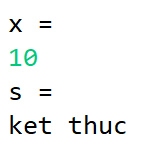 x =
10
s =
ket thuc